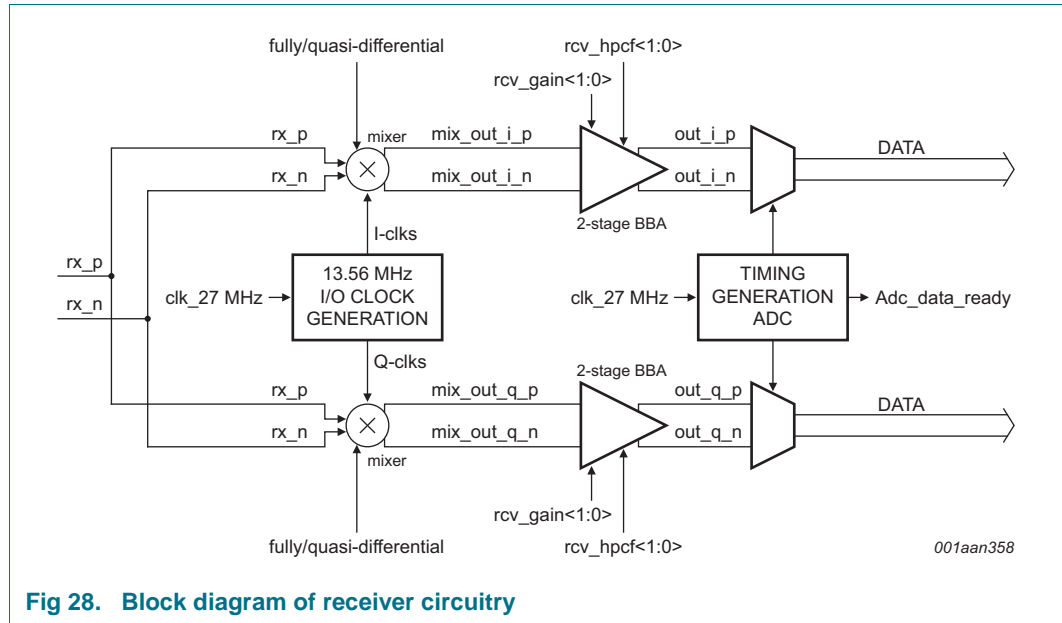 fully/quasi-differential
rcv_hpcf<1:0>
rcv_gain<1:0>
rx_p
mixer
mix_out_i_p
out_i_p
DATA
rx_n
mix_out_i_n
out_i_n
2-stage BBA
I-clks
rx_p
clk_27 MHz
13.56 MHz
I/O CLOCK
GENERATION
clk_27 MHz
TIMING
GENERATION
ADC
Adc_data_ready
rx_n
Q-clks
2-stage BBA
rx_p
mix_out_q_p
out_q_p
DATA
rx_n
mix_out_q_n
out_q_n
mixer
rcv_gain<1:0>
fully/quasi-differential
rcv_hpcf<1:0>
001aan358
Fig 28. Block diagram of receiver circuitry